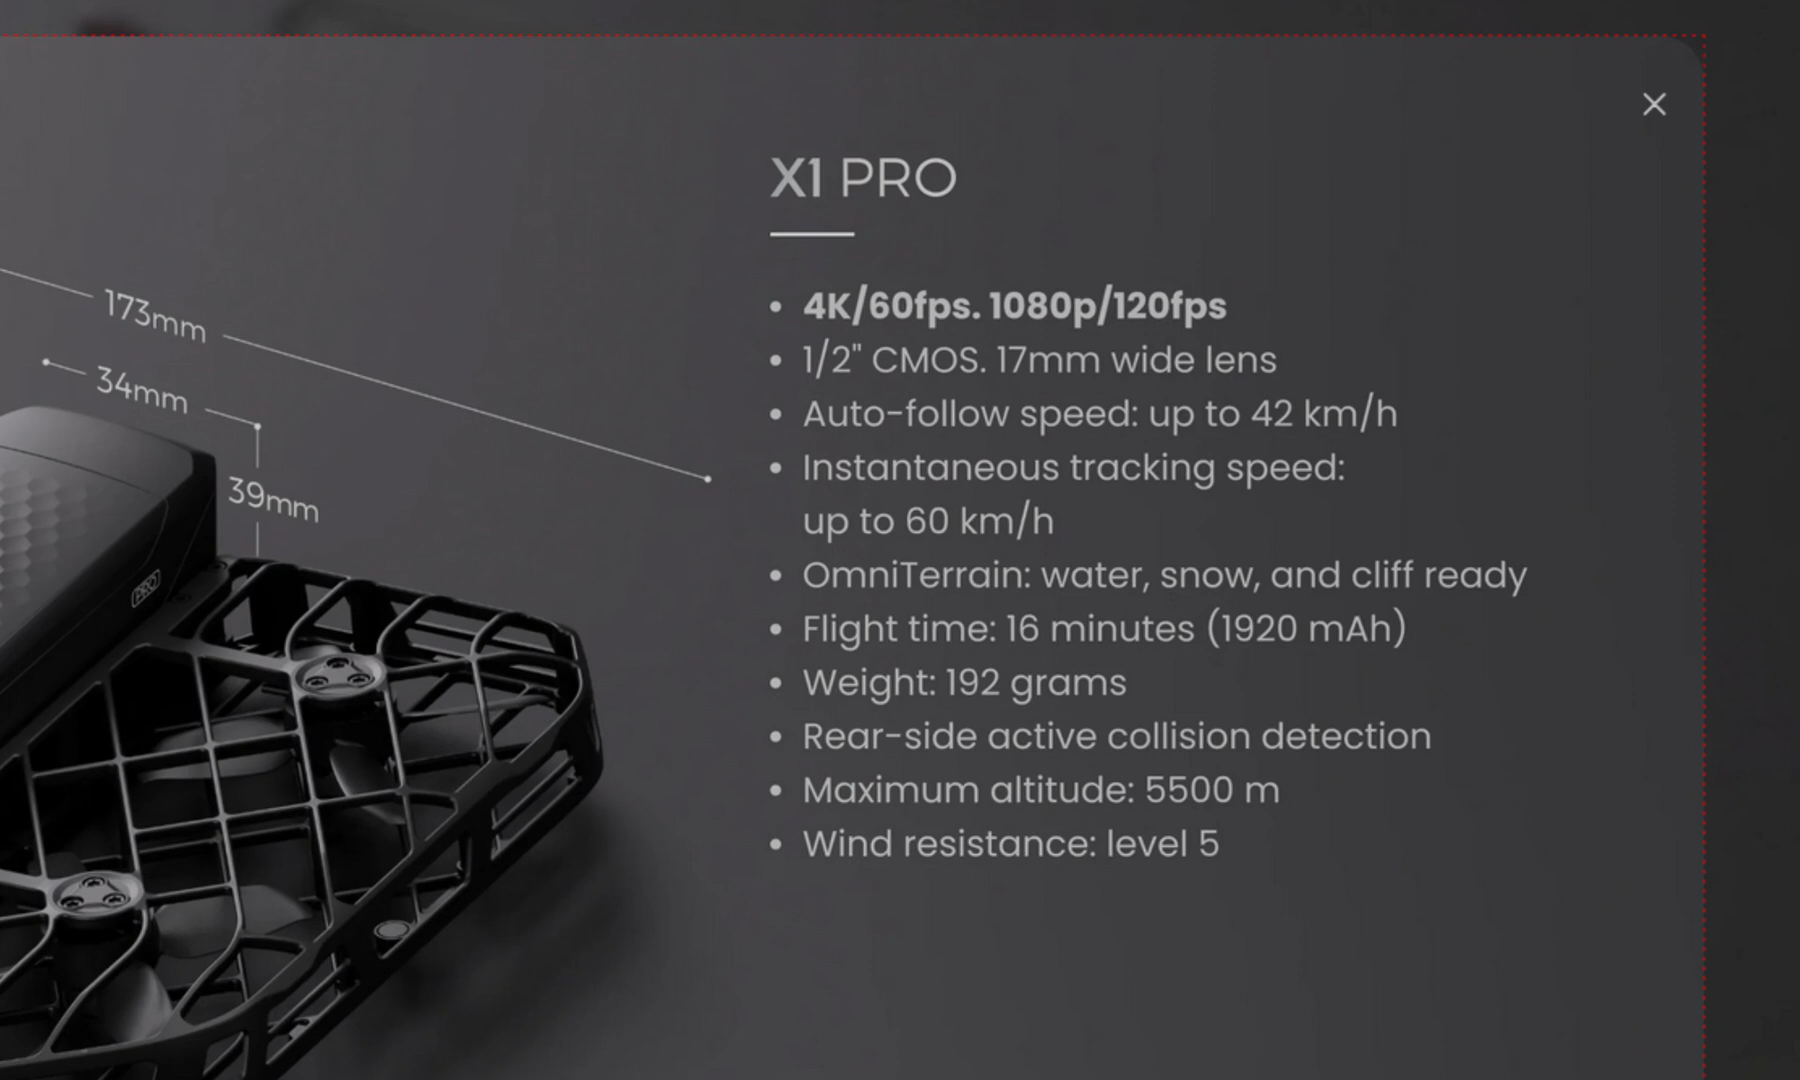 X1 PRO
173mm
34mm
39mm
PRO
• 4K/60fps. 1080p/120fps
• 1/2" CMOS. 17mm wide lens
• Auto-follow speed: up to 42 km/h
• Instantaneous tracking speed:
up to 60 km/h
• OmniTerrain: water, snow, and cliff ready
• Flight time: 16 minutes (1920 mAh)
• Weight: 192 grams
• Rear-side active collision detection
• Maximum altitude: 5500 m
• Wind resistance: level 5